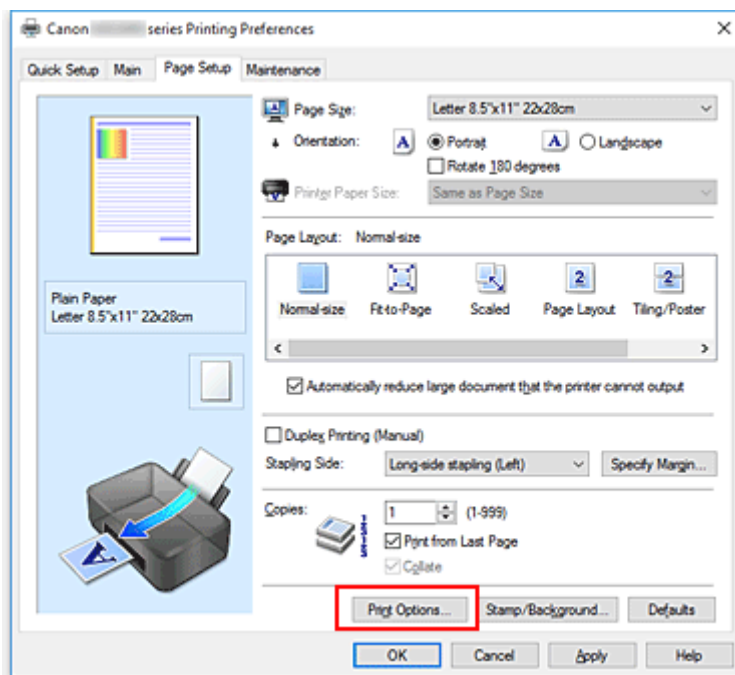 Canon series Printing Preferences
Quick Setup Main Page Setup Maintenance
Page Size: Letter 8.5"x11" 22x28cm
Orientation: A Portrait A Landscape
Rotate 180 degrees
Printer Paper Size: Same as Page Size
Page Layout: Normal-size
2 2
Normal-size Fit-to-Page Scaled Page Layout Tiling/Poster
Plain Paper
Letter 8.5"x11" 22x28cm
Automatically reduce large document that the printer cannot output
Duplex Printing (Manual)
Stapling Side: Long-side stapling (Left) Specify Margin...
Copies: 1 (1-999)
Print from Last Page
Collate
A
Print Options... Stamp/Background... Defaults
OK Cancel Apply Help